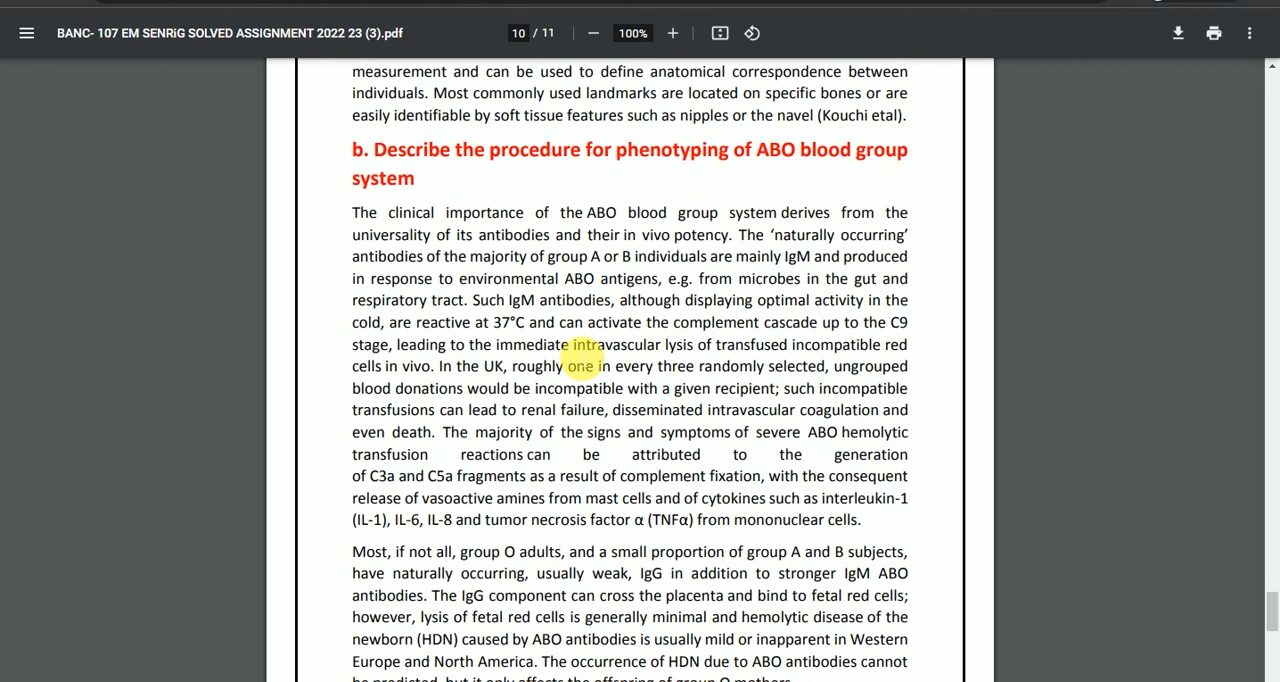 BANC- 107 EM SENRiG SOLVED ASSIGNMENT 2022 23 (3).pdf
10 / 11
100%
measurement and can be used to define anatomical correspondence between
individuals. Most commonly used landmarks are located on specific bones or are
easily identifiable by soft tissue features such as nipples or the navel (Kouchi etal).
b. Describe the procedure for phenotyping of ABO blood group
system
The clinical importance of the ABO blood group system derives from the
universality of its antibodies and their in vivo potency. The ‘naturally occurring’
antibodies of the majority of group A or B individuals are mainly IgM and produced
in response to environmental ABO antigens, e.g. from microbes in the gut and
respiratory tract. Such IgM antibodies, although displaying optimal activity in the
cold, are reactive at 37°C and can activate the complement cascade up to the C9
stage, leading to the immediate intravascular lysis of transfused incompatible red
cells in vivo. In the UK, roughly one in every three randomly selected, ungrouped
blood donations would be incompatible with a given recipient; such incompatible
transfusions can lead to renal failure, disseminated intravascular coagulation and
even death. The majority of the signs and symptoms of severe ABO hemolytic
transfusion reactions can be attributed to the generation
of C3a and C5a fragments as a result of complement fixation, with the consequent
release of vasoactive amines from mast cells and of cytokines such as interleukin-1
(IL-1), IL-6, IL-8 and tumor necrosis factor α (TNFα) from mononuclear cells.
Most, if not all, group O adults, and a small proportion of group A and B subjects,
have naturally occurring, usually weak, IgG in addition to stronger IgM ABO
antibodies. The IgG component can cross the placenta and bind to fetal red cells;
however, lysis of fetal red cells is generally minimal and hemolytic disease of the
newborn (HDN) caused by ABO antibodies is usually mild or inapparent in Western
Europe and North America. The occurrence of HDN due to ABO antibodies cannot
be predicted, but it only affects the offspring of group O mothers.